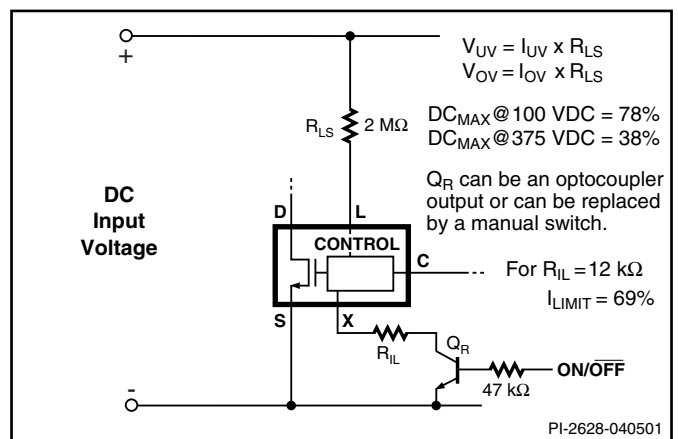 +
V_UV = I_UV x R_LS
V_OV = I_OV x R_LS
R_LS 2 MΩ
DC_MAX@100 VDC = 78%
DC_MAX@375 VDC = 38%
DC
Input
Voltage
Q_R can be an optocoupler
output or can be replaced
by a manual switch.
D L
CONTROL
C
For R_IL = 12 kΩ
I_LIMIT = 69%
S X
R_IL
Q_R
47 kΩ
ON/O̅F̅F̅
-
PI-2628-040501